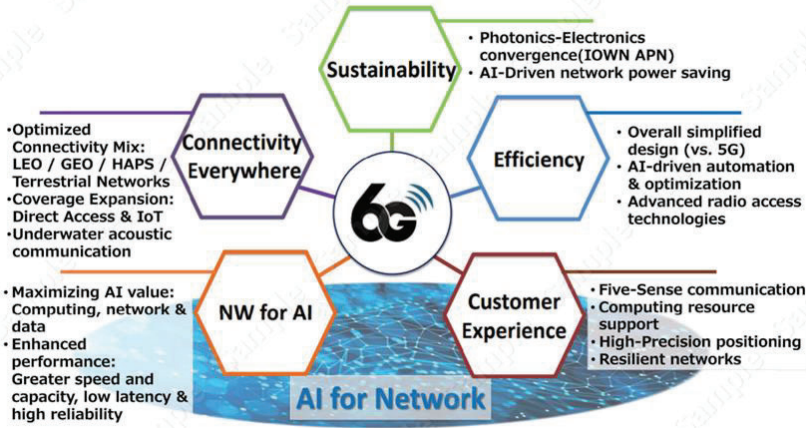 Sustainability
• Photonics-Electronics
convergence(IOWN APN)
• AI-Driven network power saving
•Optimized
Connectivity Mix:
LEO / GEO / HAPS /
Terrestrial Networks
•Coverage Expansion:
Direct Access & IoT
•Underwater acoustic
communication
Connectivity
Everywhere
6G
Efficiency
• Overall simplified
design (vs. 5G)
• AI-driven automation
& optimization
• Advanced radio access
technologies
• Maximizing AI value:
Computing, network &
data
• Enhanced
performance:
Greater speed and
capacity, low latency &
high reliability
NW for AI
Customer
Experience
• Five-Sense communication
• Computing resource
support
• High-Precision positioning
• Resilient networks
AI for Network
Sample